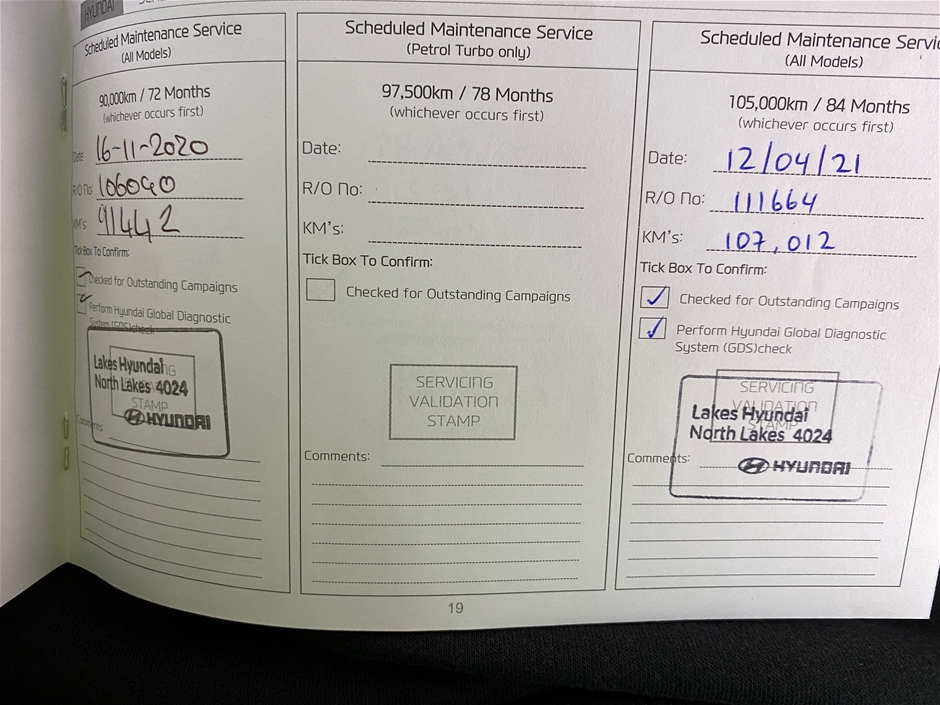 HYUNDAI
Scheduled Maintenance Service
(All Models)
90,000km / 72 Months
(whichever occurs first)
Date: 16-11-2020
R/O No: 106090
KM's 91442
Tick Box To Confirm:
Checked for Outstanding Campaigns
Perform Hyundai Global Diagnostic
System (GDS)check
Lakes Hyundai
North Lakes 4024
STAMP
HYUNDAI
Comments:
Scheduled Maintenance Service
(Petrol Turbo only)
97,500km / 78 Months
(whichever occurs first)
Date:
R/O No:
KM's:
Tick Box To Confirm:
Checked for Outstanding Campaigns
SERVICING
VALIDATION
STAMP
Comments:
Scheduled Maintenance Servi
(All Models)
105,000km / 84 Months
(whichever occurs first)
Date: 12/04/21
R/O No: 111664
KM's: 107,012
Tick Box To Confirm:
Checked for Outstanding Campaigns
Perform Hyundai Global Diagnostic
System (GDS)check
SERVICING
VALIDATION
STAMP
Lakes Hyundai
North Lakes 4024
HYUNDAI
Comments:
19